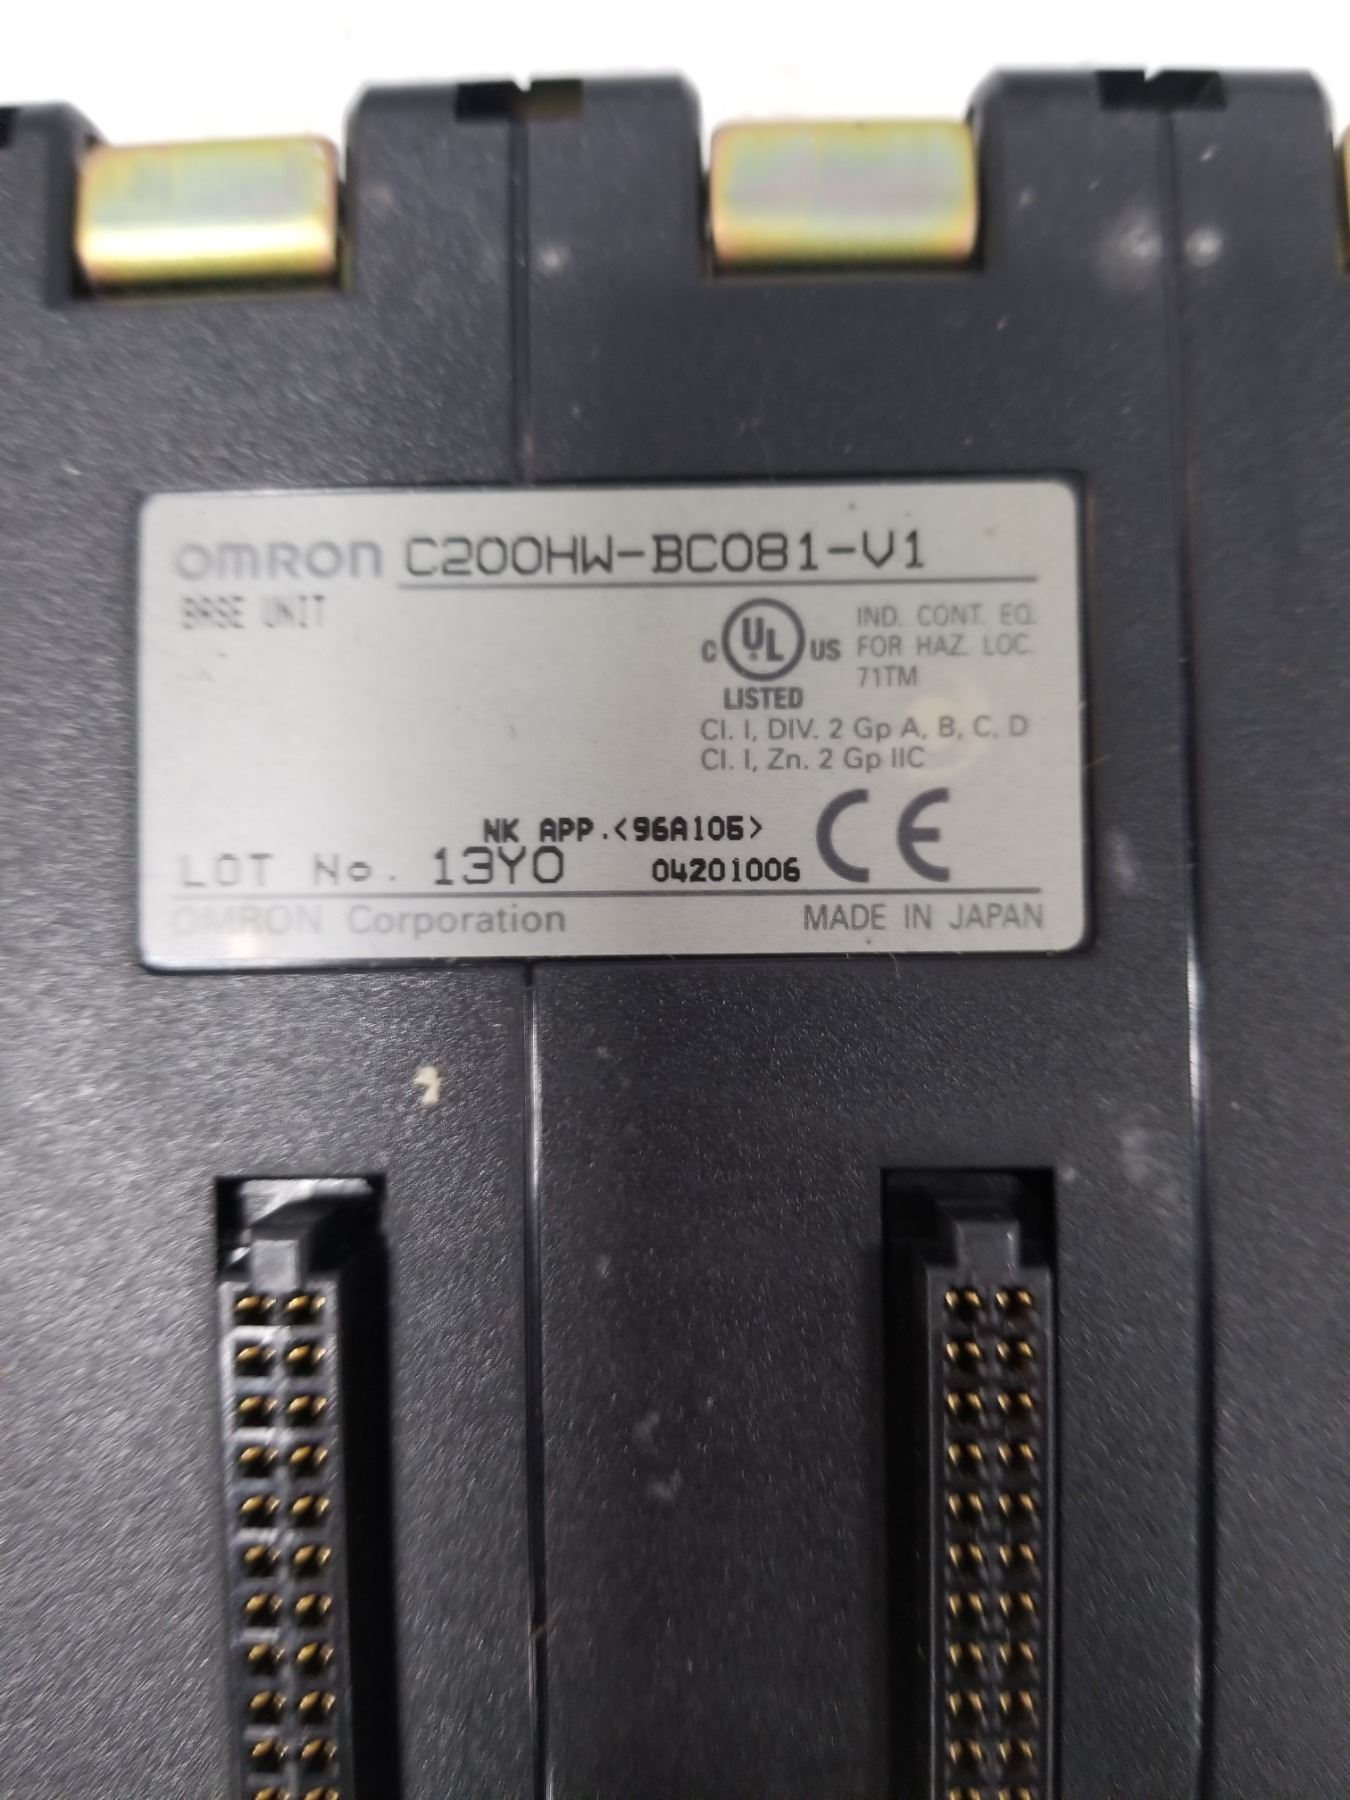 OMRON C200HW-BC081-V1
BASE UNIT
C UL US LISTED
IND. CONT. EQ.
FOR HAZ. LOC.
71TM
Cl. I, DIV. 2 Gp A, B, C, D
Cl. I, Zn. 2 Gp IIC
NK APP.<96A105>
LOT No. 13Y0 04201006 CE
OMRON Corporation MADE IN JAPAN